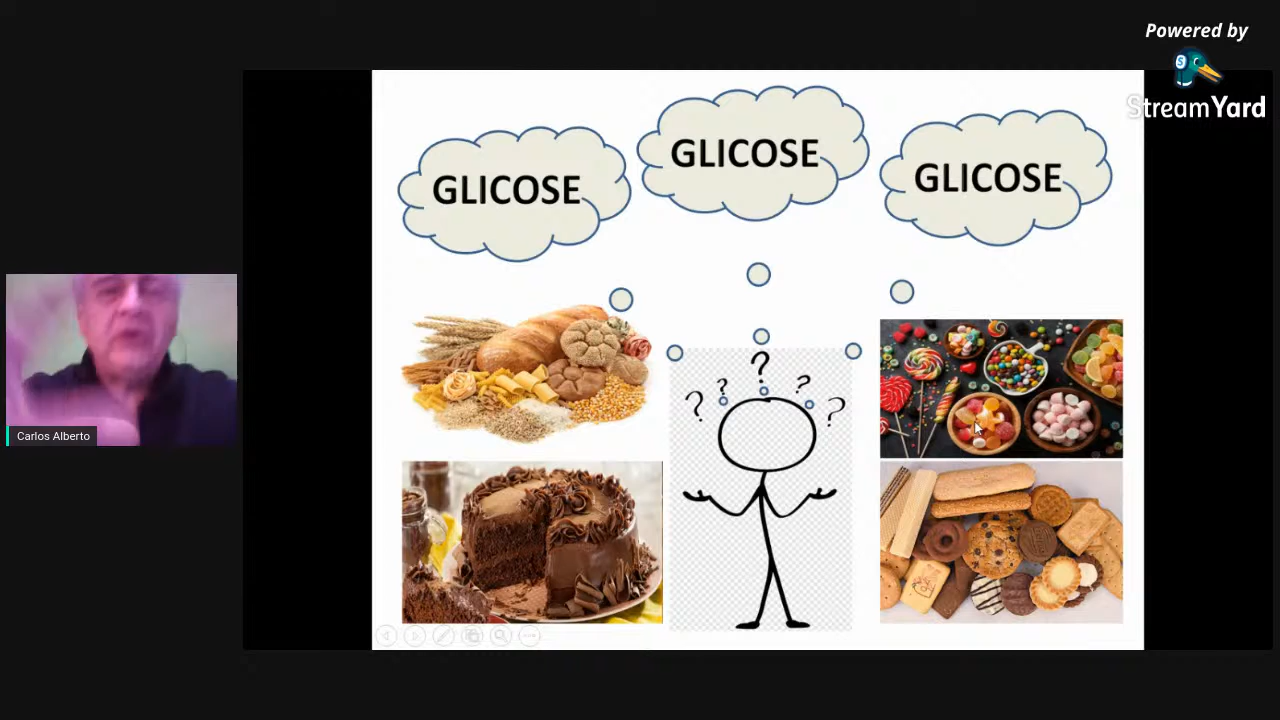 Powered by
StreamYard
GLICOSE
GLICOSE
GLICOSE
? ? ? ? ?
Carlos Alberto